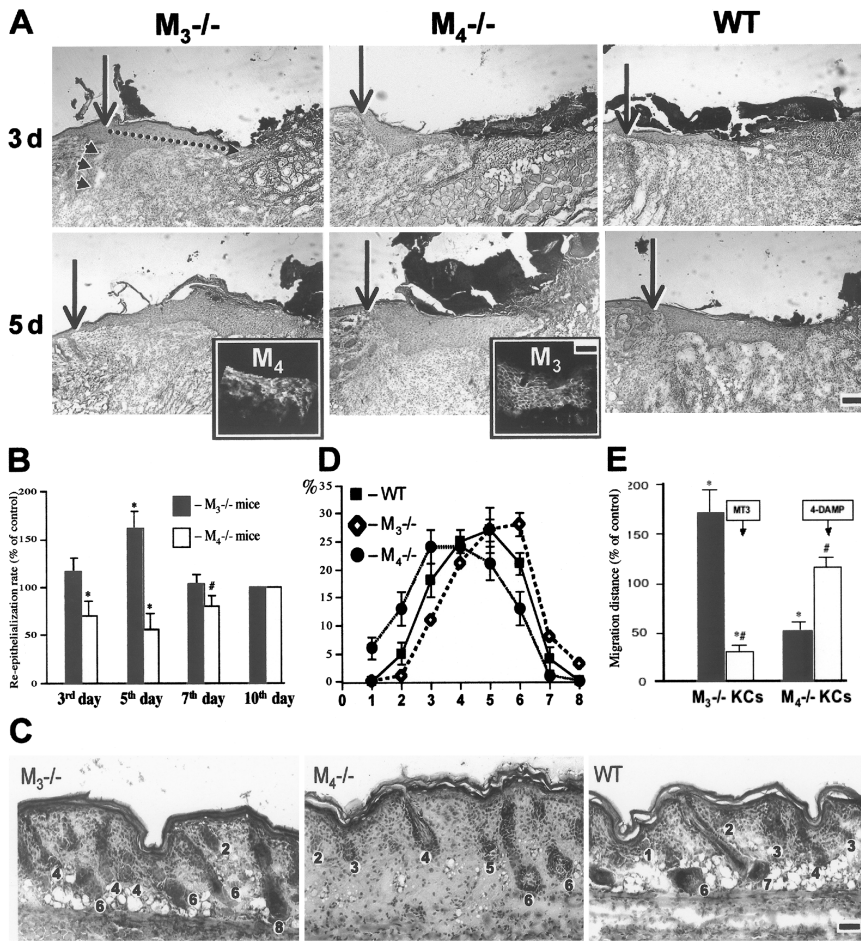 A
M3-/-
M4-/-
WT
3 d
5 d
M4
M3
B
Re-epithelialization rate (% of control)
200
150
100
50
0
– M3-/- mice
– M4-/- mice
*
*
*
*
#
3rd day
5th day
7th day
10th day
D
%
35
30
25
20
15
10
5
0
– WT
– M3-/-
– M4-/-
0 1 2 3 4 5 6 7 8
E
Migration distance (% of control)
200
150
100
50
0
MT3
4-DAMP
*
*#
*
#
M3-/- KCs
M4-/- KCs
C
M3-/-
4
6
4 4
6
2
6
8
M4-/-
2
3
4
5
6
6
WT
1
6
2
7
3
4
3